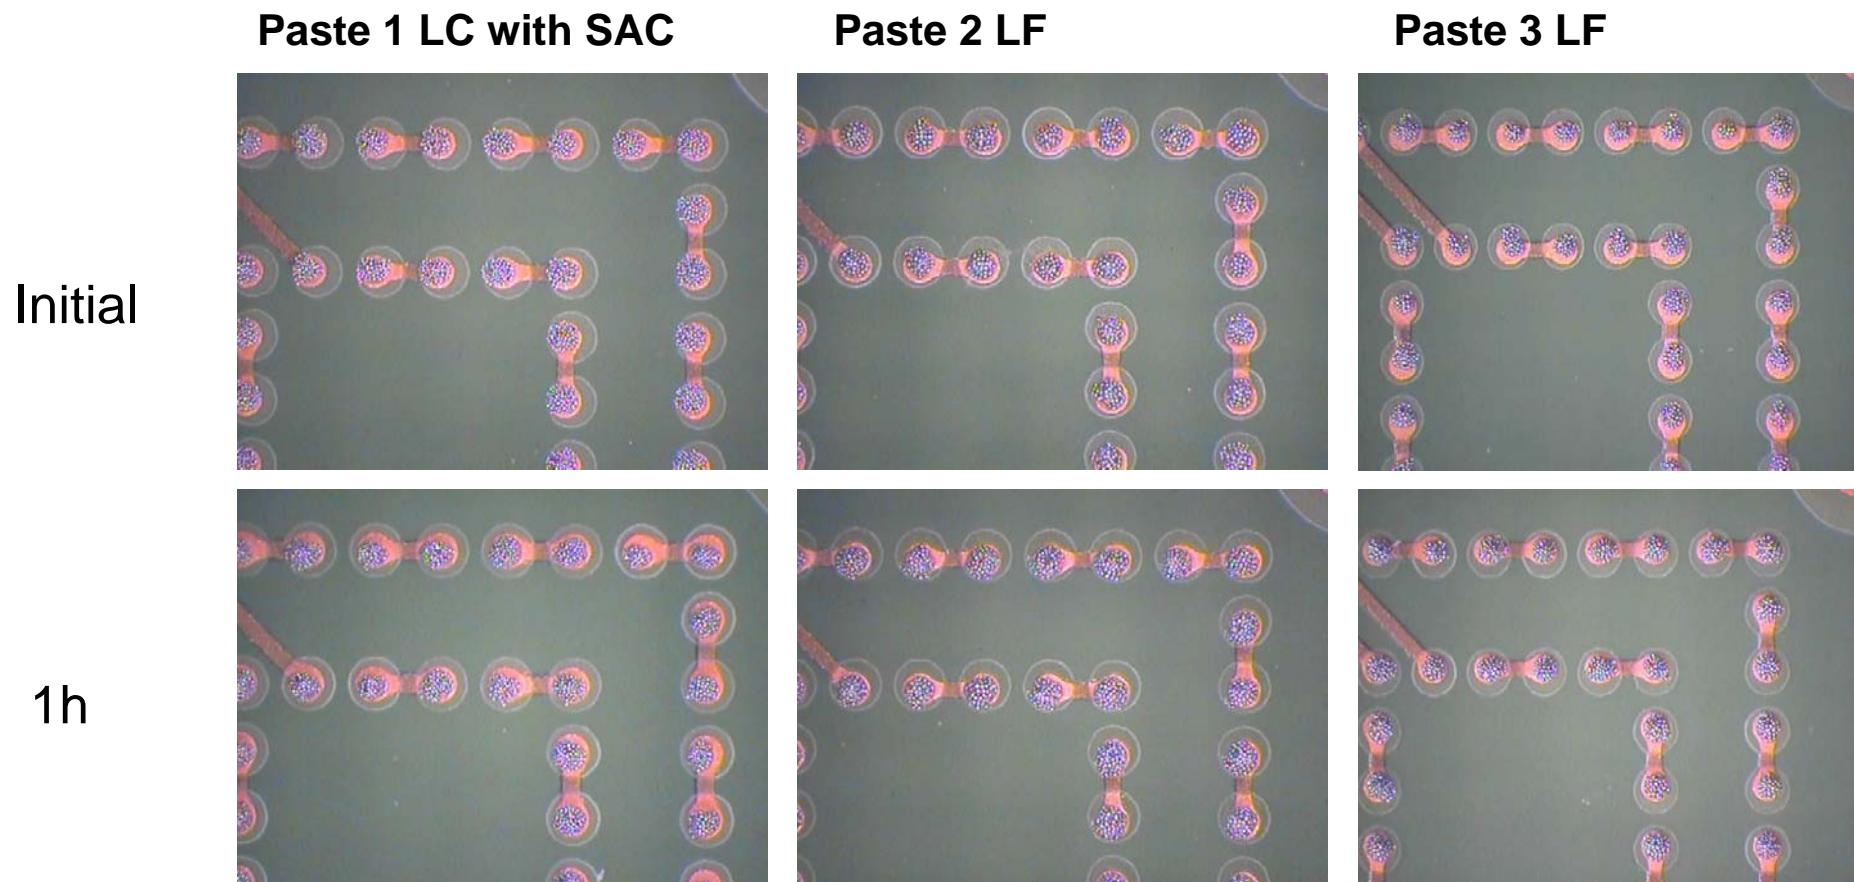 Paste 1 LC with SAC
Paste 2 LF
Paste 3 LF
Initial
1h